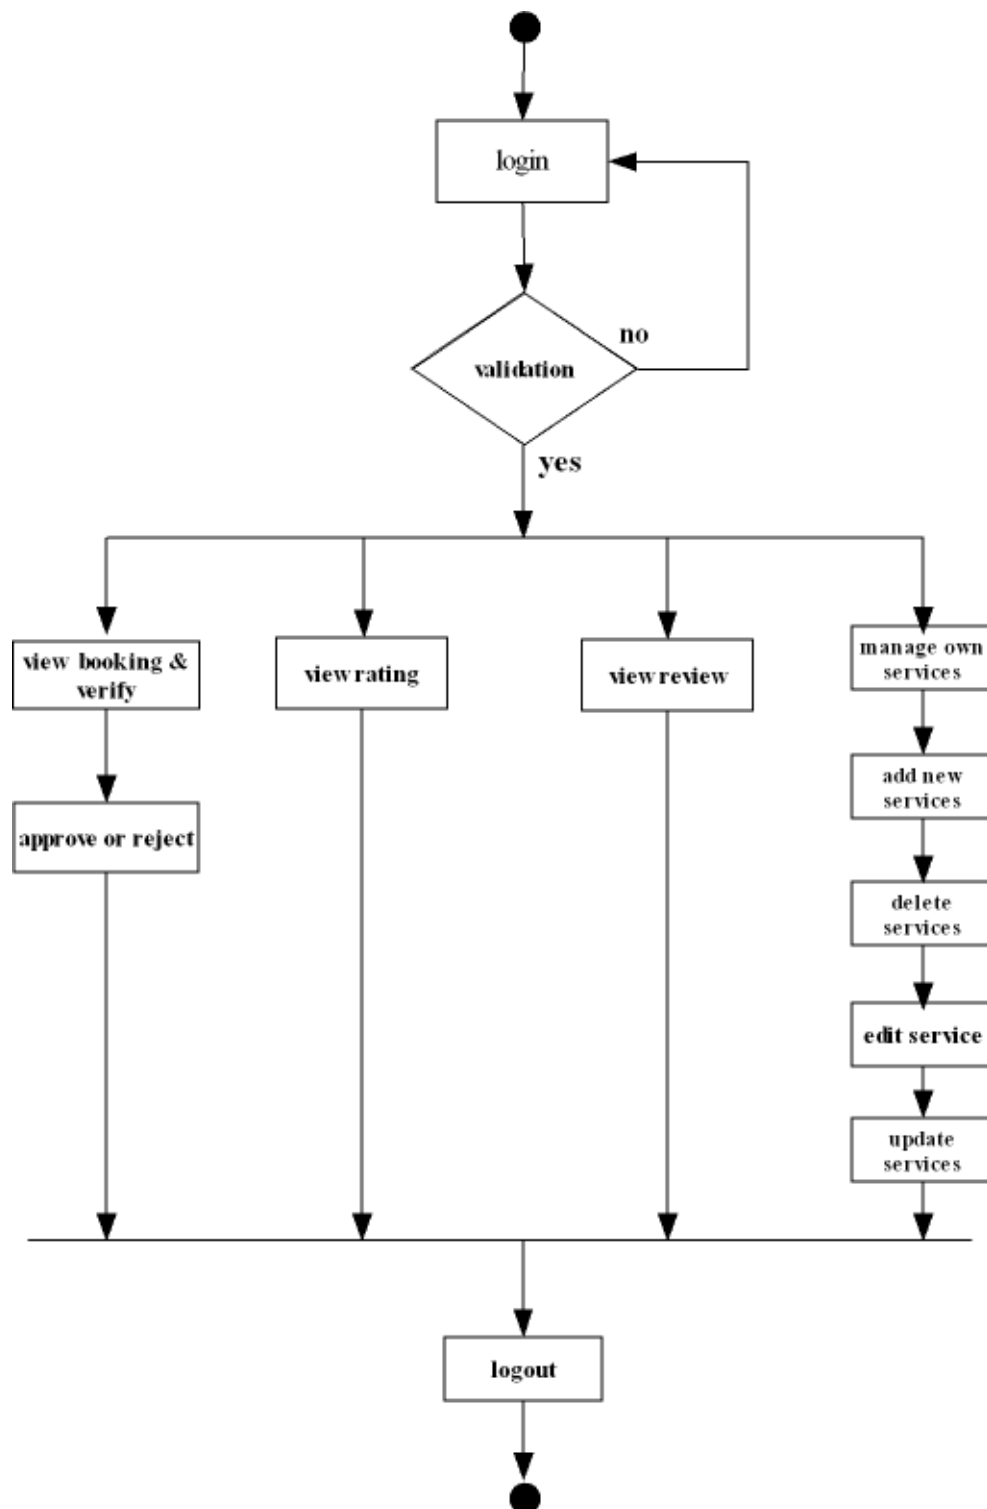 login
no
validation
yes
view booking &
verify
view rating
view review
manage own
services
approve or reject
add new
services
delete
services
edit service
update
services
logout